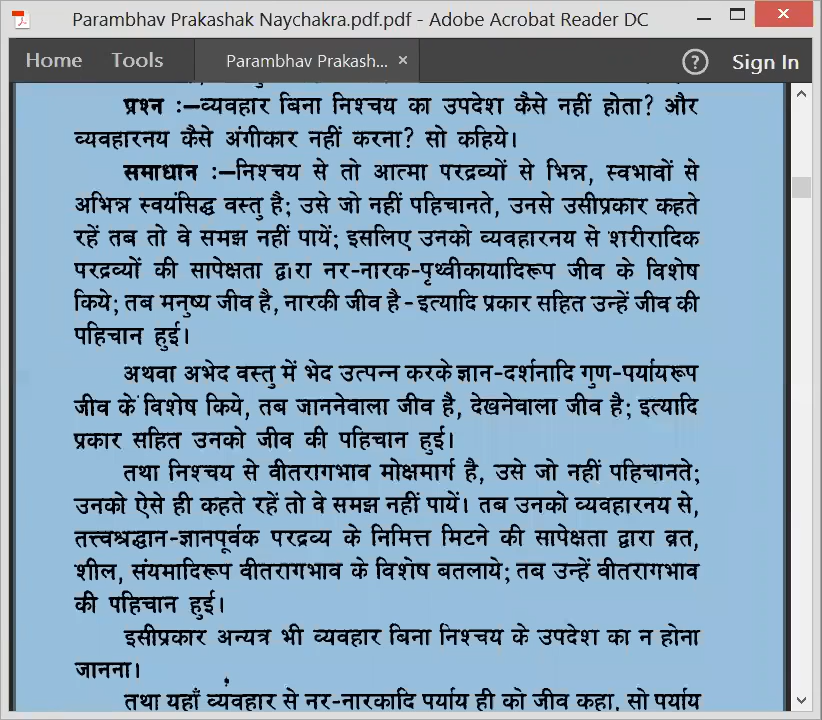 Parambhav Prakashak Naychakra.pdf.pdf - Adobe Acrobat Reader DC
Home Tools Parambhav Prakash... × ? Sign In
प्रश्न :–व्यवहार बिना निश्चय का उपदेश कैसे नहीं होता? और
व्यवहारनय कैसे अंगीकार नहीं करना? सो कहिये।
समाधान :–निश्चय से तो आत्मा परद्रव्यों से भिन्न, स्वभावों से
अभिन्न स्वयंसिद्ध वस्तु है; उसे जो नहीं पहिचानते, उनसे उसीप्रकार कहते
रहें तब तो वे समझ नहीं पायें; इसलिए उनको व्यवहारनय से शरीरादिक
परद्रव्यों की सापेक्षता द्वारा नर-नारक-पृथ्वीकायादिरूप जीव के विशेष
किये; तब मनुष्य जीव है, नारकी जीव है - इत्यादि प्रकार सहित उन्हें जीव की
पहिचान हुई।
अथवा अभेद वस्तु में भेद उत्पन्न करके ज्ञान-दर्शनादि गुण-पर्यायरूप
जीव के विशेष किये, तब जाननेवाला जीव है, देखनेवाला जीव है; इत्यादि
प्रकार सहित उनको जीव की पहिचान हुई।
तथा निश्चय से वीतरागभाव मोक्षमार्ग है, उसे जो नहीं पहिचानते;
उनको ऐसे ही कहते रहें तो वे समझ नहीं पायें। तब उनको व्यवहारनय से,
तत्त्वश्रद्धान-ज्ञानपूर्वक परद्रव्य के निमित्त मिटने की सापेक्षता द्वारा व्रत,
शील, संयमादिरूप वीतरागभाव के विशेष बतलाये; तब उन्हें वीतरागभाव
की पहिचान हुई।
इसीप्रकार अन्यत्र भी व्यवहार बिना निश्चय के उपदेश का न होना
जानना।
तथा यहाँ व्यवहार से नर-नारकादि पर्याय ही को जीव कहा, सो पर्याय